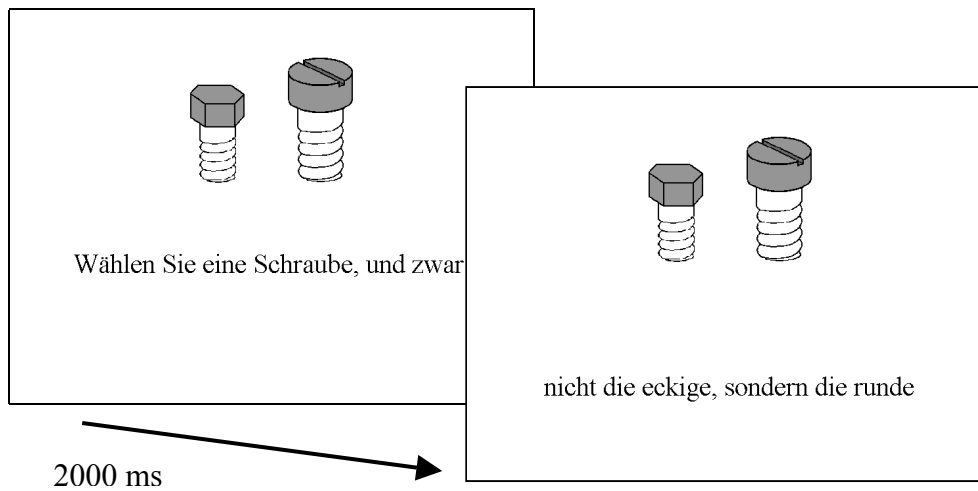 Wählen Sie eine Schraube, und zwar
nicht die eckige, sondern die runde
2000 ms